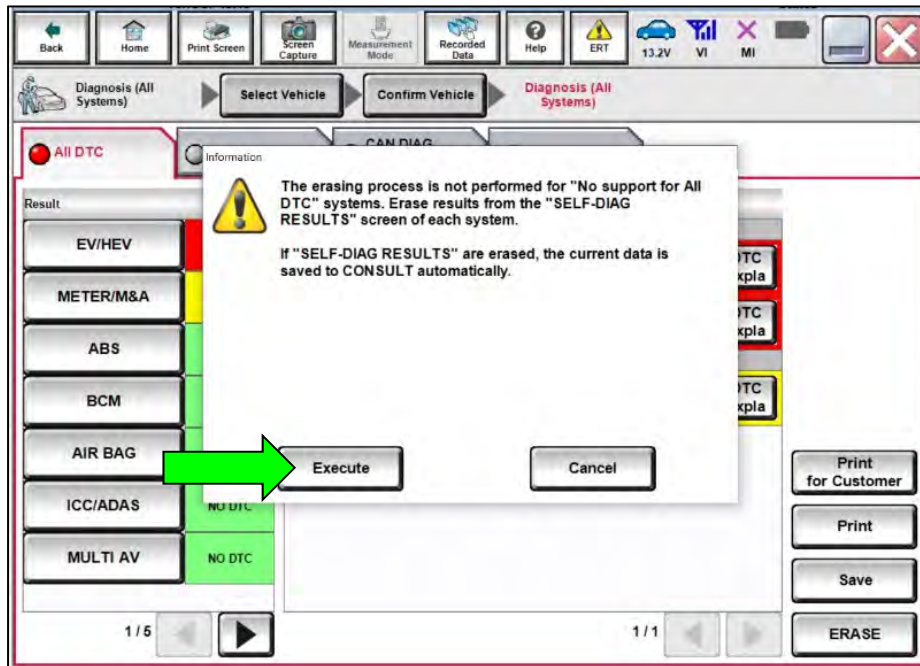 Back
Home
Print Screen
Screen
Capture
Measurement
Mode
Recorded
Data
Help
ERT
13.2V
VI
MI
Diagnosis (All
Systems)
Select Vehicle
Confirm Vehicle
Diagnosis (All
Systems)
All DTC
CAN DIAG
Information
The erasing process is not performed for "No support for All
DTC" systems. Erase results from the "SELF-DIAG
RESULTS" screen of each system.
If "SELF-DIAG RESULTS" are erased, the current data is
saved to CONSULT automatically.
Execute
Cancel
Result
EV/HEV
METER/M&A
ABS
BCM
AIR BAG
ICC/ADAS
NO DTC
MULTI AV
NO DTC
Print
for Customer
Print
Save
ERASE
1/5
1/1